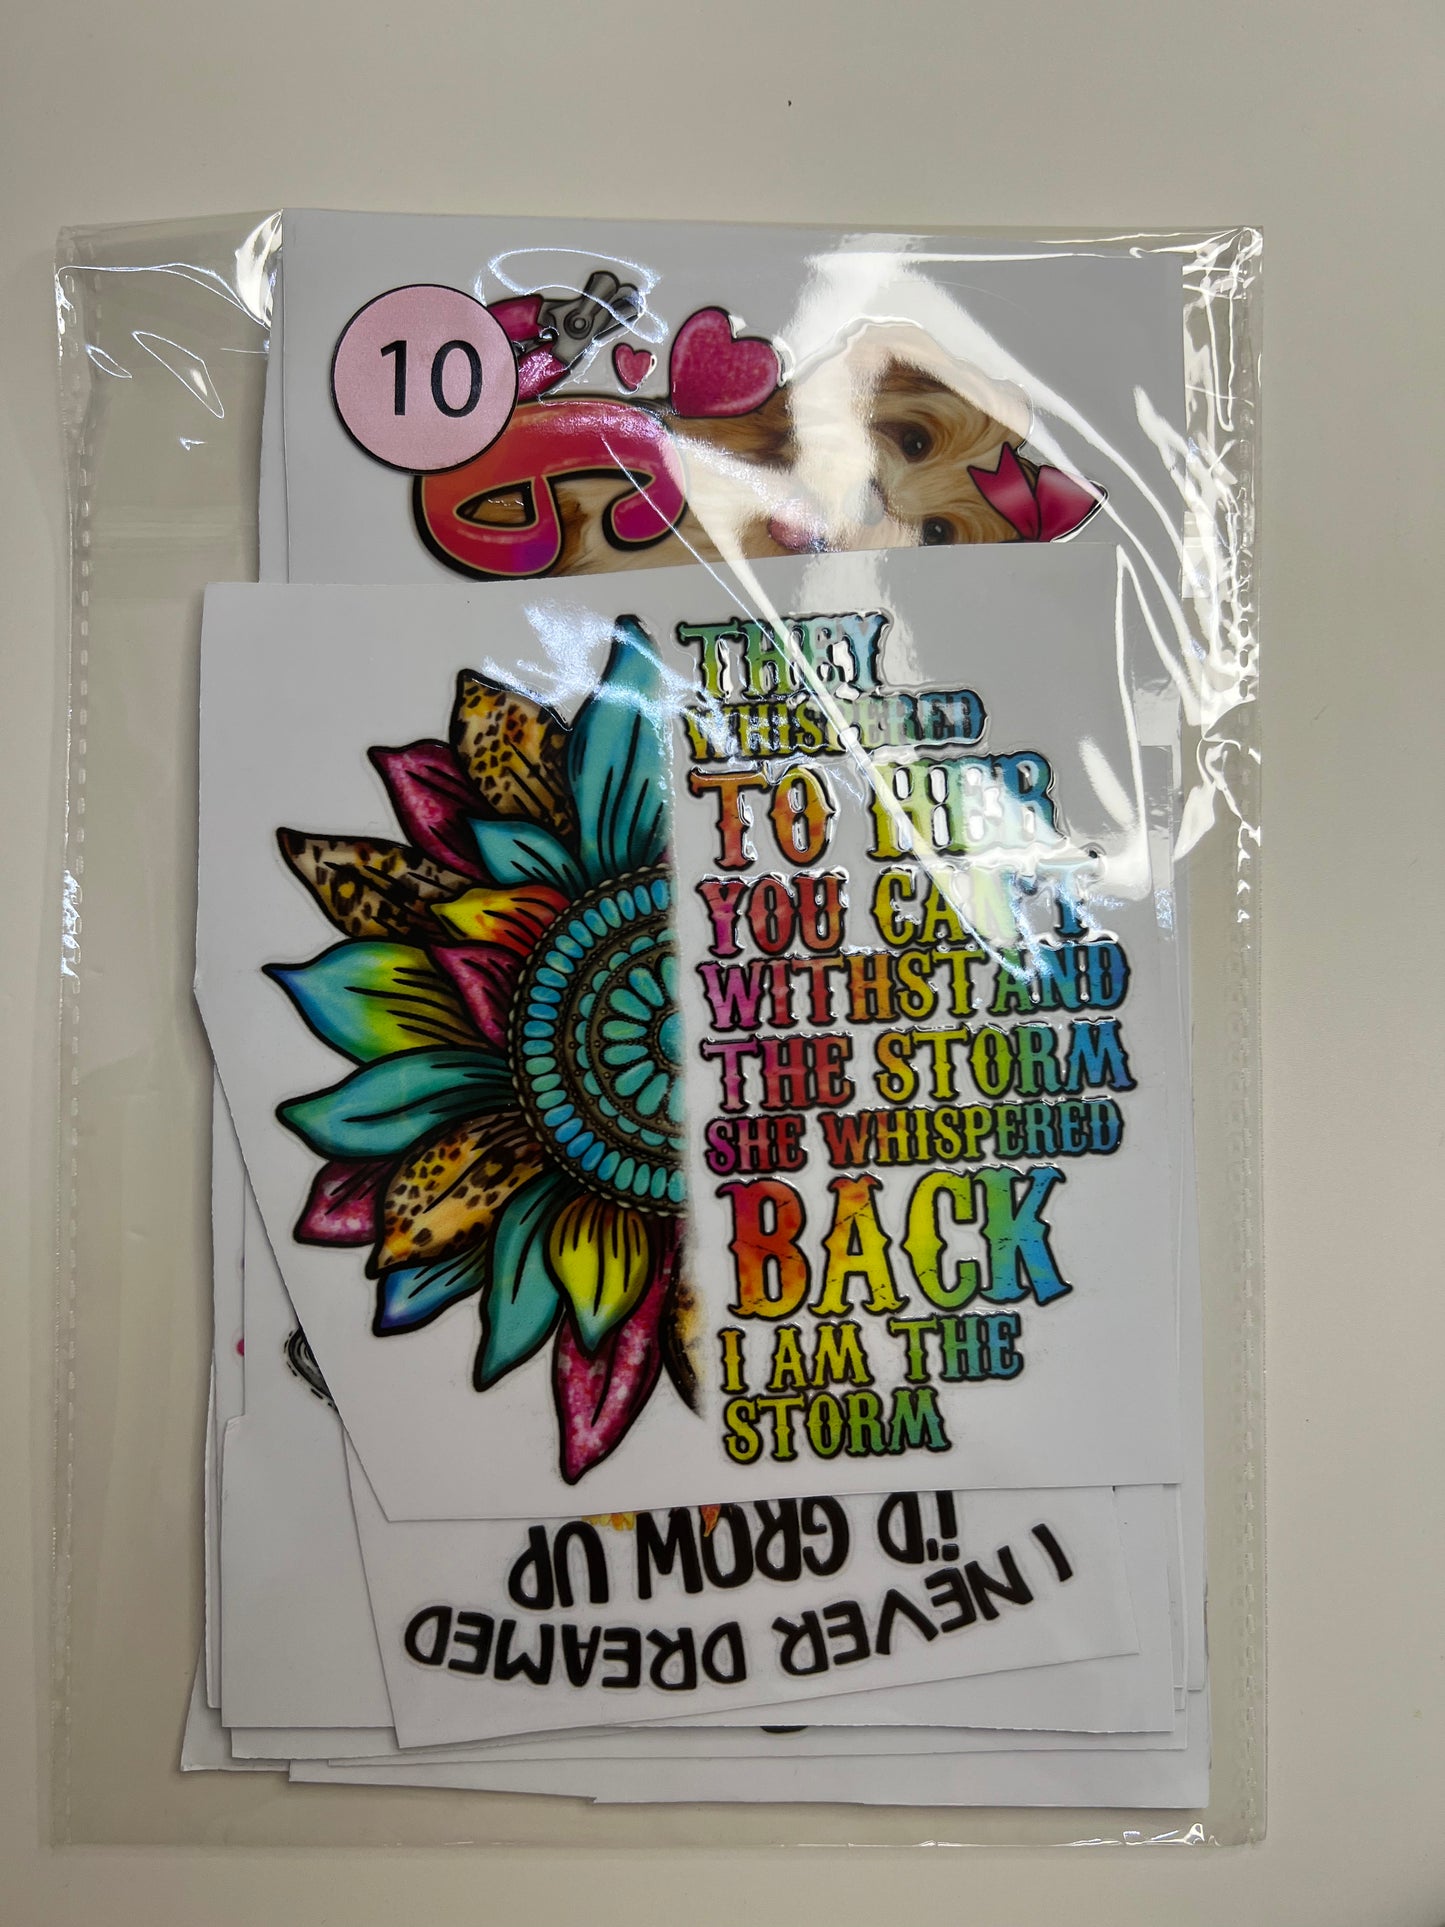 10
THEY
WHISPERED
TO HER
YOU CAN'T
WITHSTAND
THE STORM
SHE WHISPERED
BACK
I AM THE
STORM
I NEVER DREAMED
I'D GROW UP